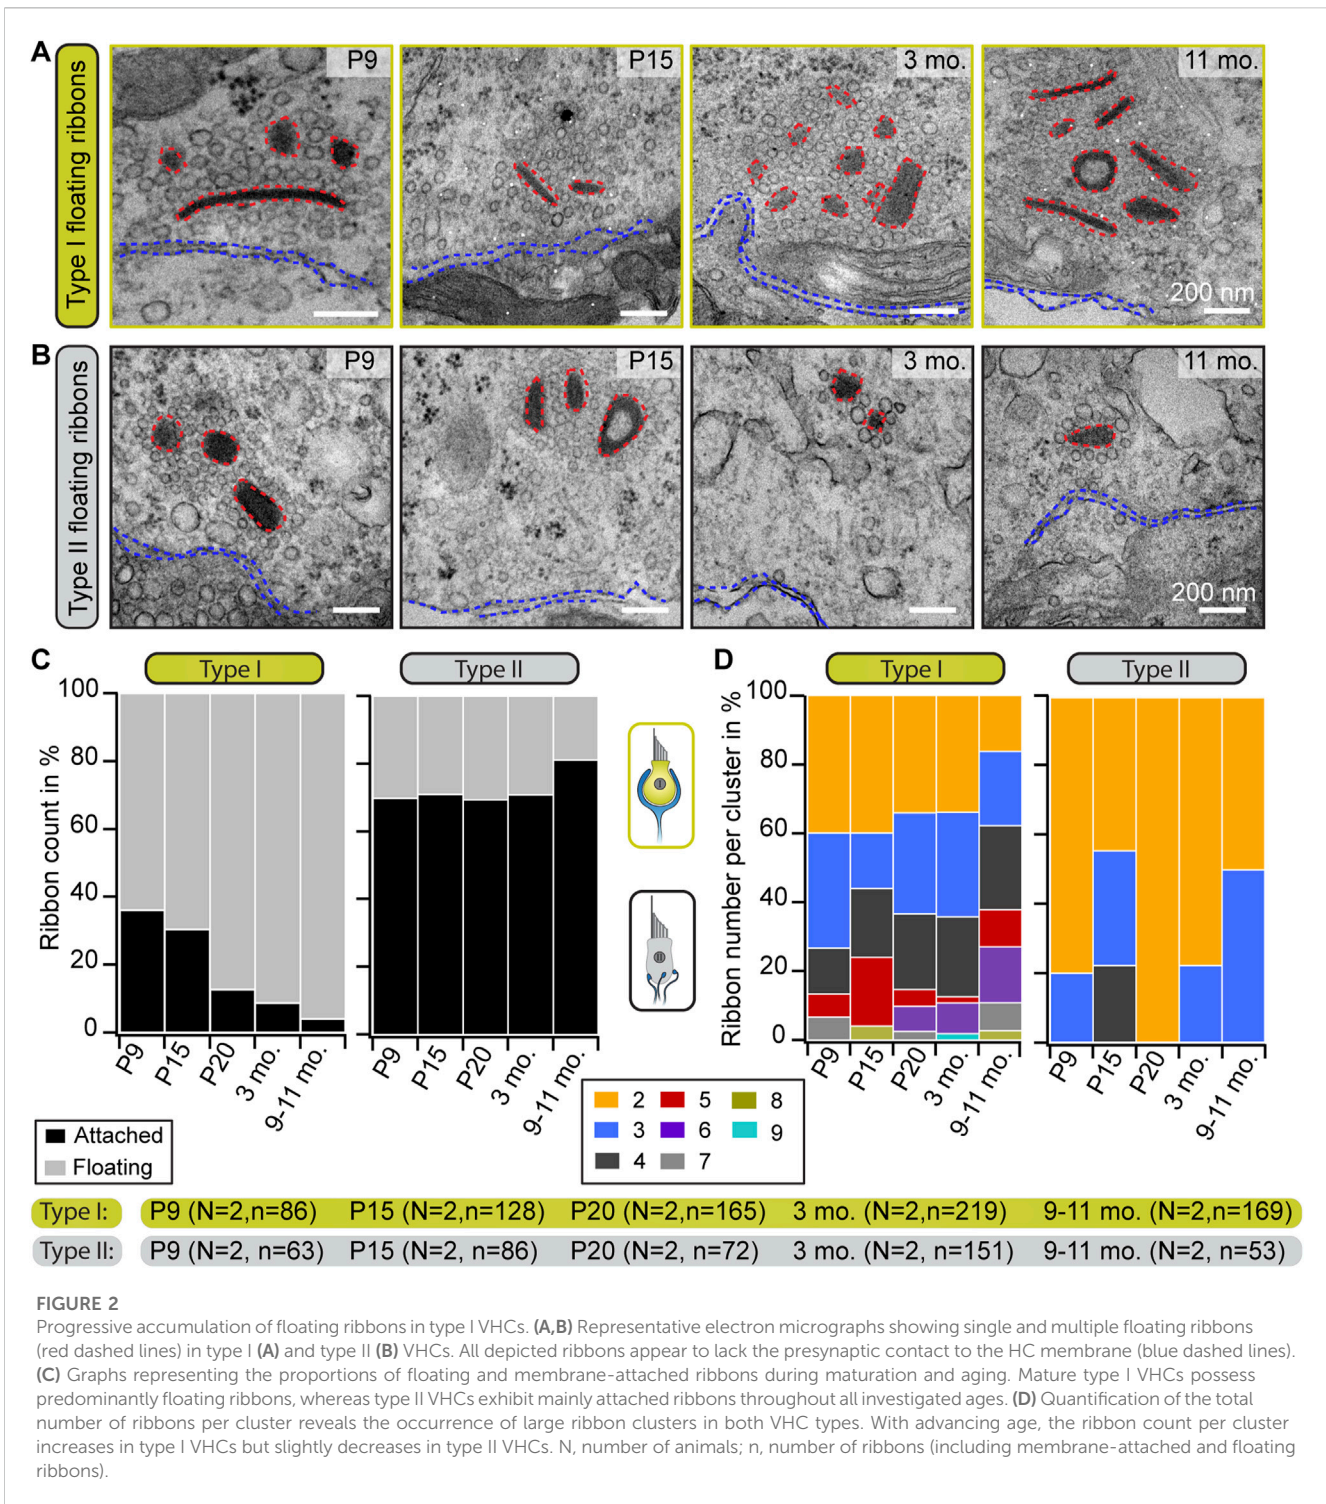 A
Type I floating ribbons
P9
P15
3 mo.
11 mo.
200 nm
B
Type II floating ribbons
P9
P15
3 mo.
11 mo.
200 nm
C
Type I
Type II
Ribbon count in %
100
80
60
40
20
0
P9
P15
P20
3 mo.
9-11 mo.
P9
P15
P20
3 mo.
9-11 mo.
Attached
Floating
I
II
D
Type I
Type II
Ribbon number per cluster in %
100
80
60
40
20
0
P9
P15
P20
3 mo.
9-11 mo.
P9
P15
P20
3 mo.
9-11 mo.
2 5 8
3 6 9
4 7
Type I: P9 (N=2,n=86) P15 (N=2,n=128) P20 (N=2,n=165) 3 mo. (N=2,n=219) 9-11 mo. (N=2,n=169)
Type II: P9 (N=2, n=63) P15 (N=2, n=86) P20 (N=2, n=72) 3 mo. (N=2, n=151) 9-11 mo. (N=2, n=53)
FIGURE 2
Progressive accumulation of floating ribbons in type I VHCs. (A,B) Representative electron micrographs showing single and multiple floating ribbons
(red dashed lines) in type I (A) and type II (B) VHCs. All depicted ribbons appear to lack the presynaptic contact to the HC membrane (blue dashed lines).
(C) Graphs representing the proportions of floating and membrane-attached ribbons during maturation and aging. Mature type I VHCs possess
predominantly floating ribbons, whereas type II VHCs exhibit mainly attached ribbons throughout all investigated ages. (D) Quantification of the total
number of ribbons per cluster reveals the occurrence of large ribbon clusters in both VHC types. With advancing age, the ribbon count per cluster
increases in type I VHCs but slightly decreases in type II VHCs. N, number of animals; n, number of ribbons (including membrane-attached and floating
ribbons).